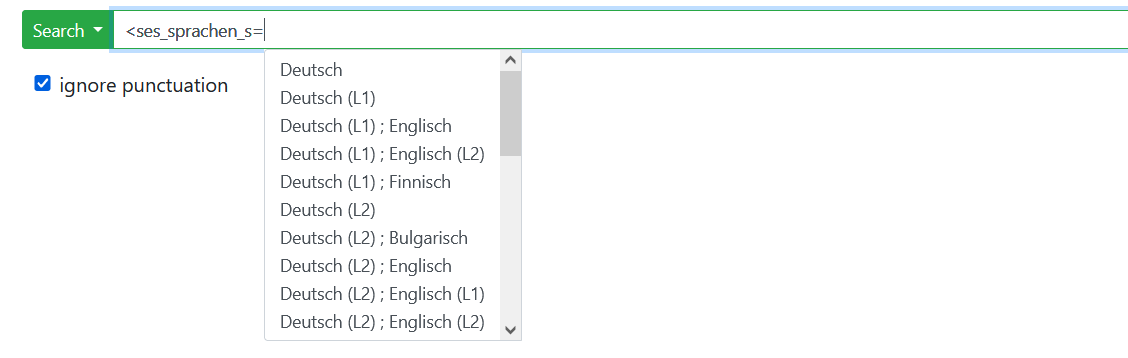 Search <ses_sprachen_s=
ignore punctuation
Deutsch
Deutsch (L1)
Deutsch (L1) ; Englisch
Deutsch (L1) ; Englisch (L2)
Deutsch (L1) ; Finnisch
Deutsch (L2)
Deutsch (L2) ; Bulgarisch
Deutsch (L2) ; Englisch
Deutsch (L2) ; Englisch (L1)
Deutsch (L2) ; Englisch (L2)